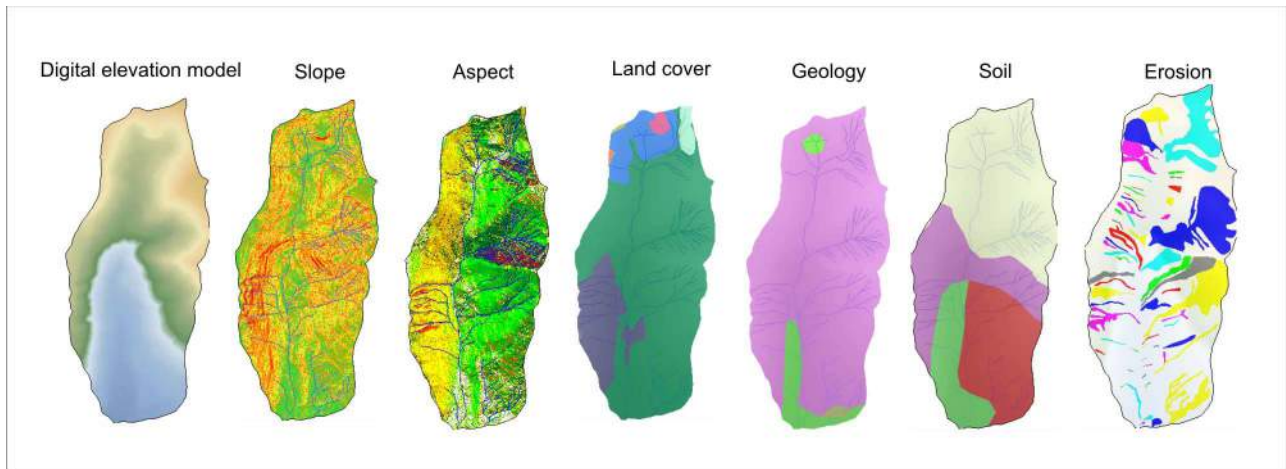 Digital elevation model
Slope
Aspect
Land cover
Geology
Soil
Erosion